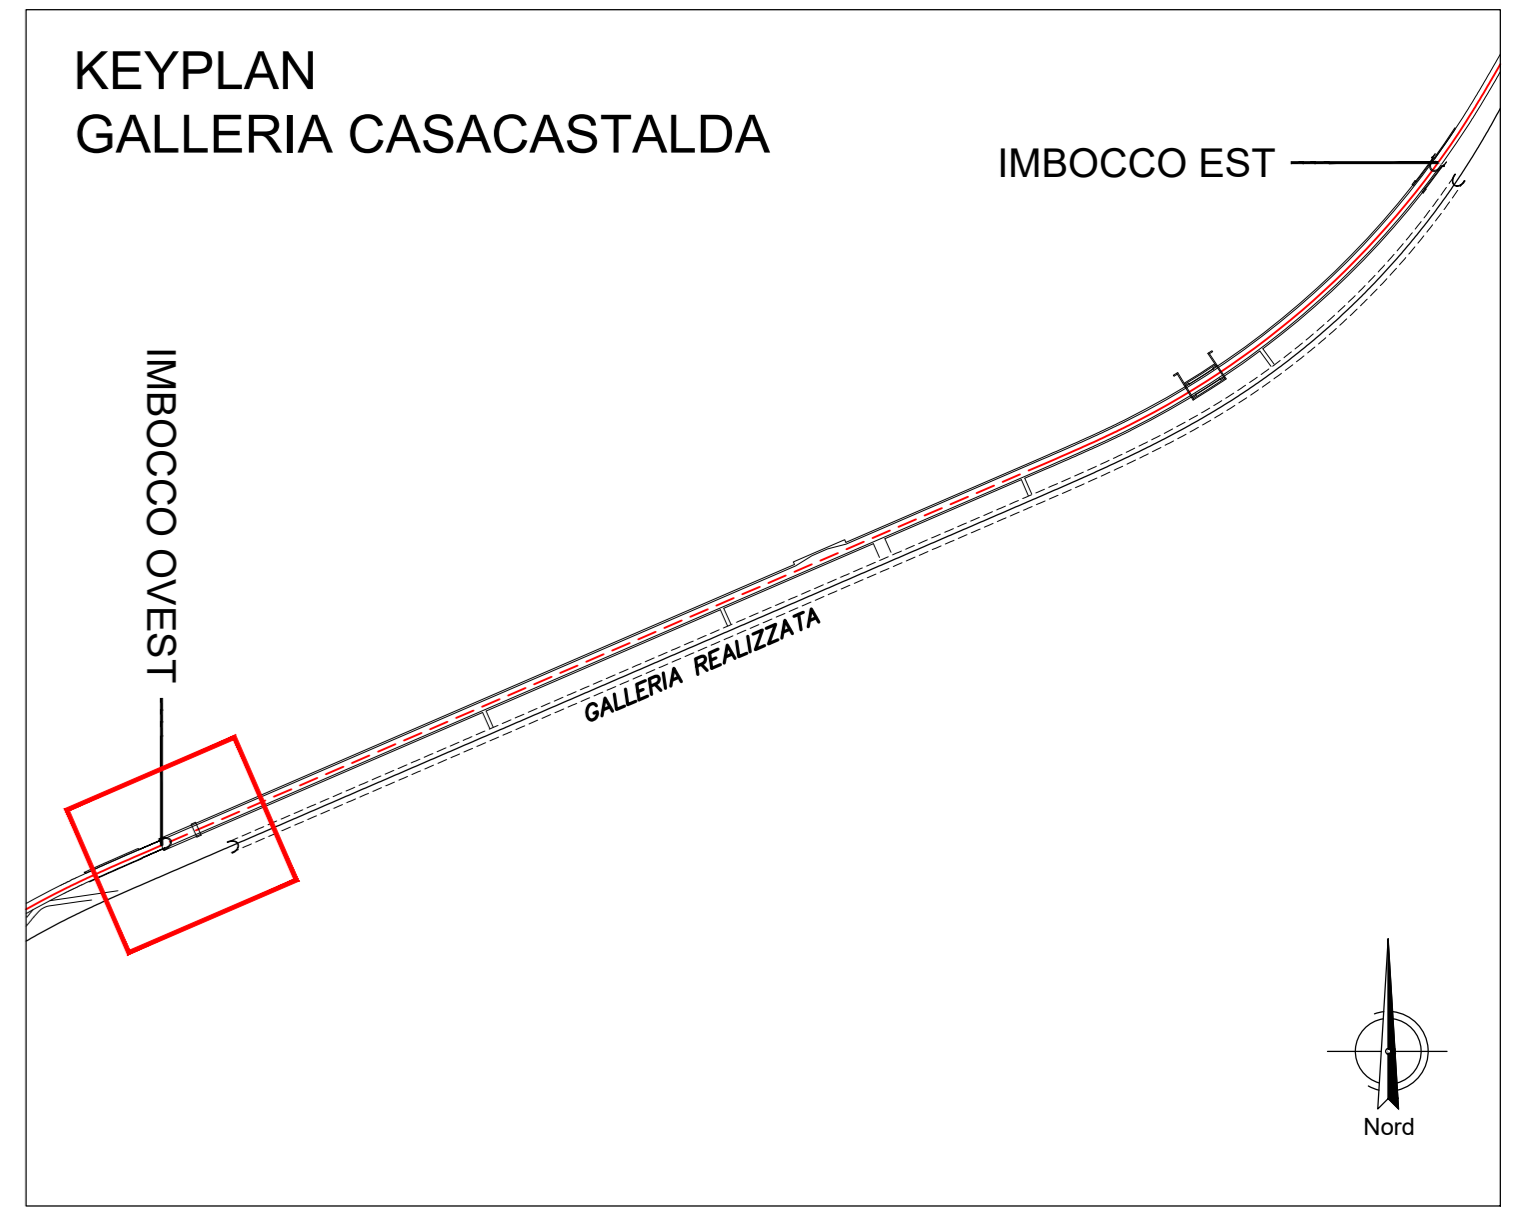 KEYPLAN
GALLERIA CASACASTALDA
IMBOCCO EST
IMBOCCO OVEST
GALLERIA REALIZZATA
Nord